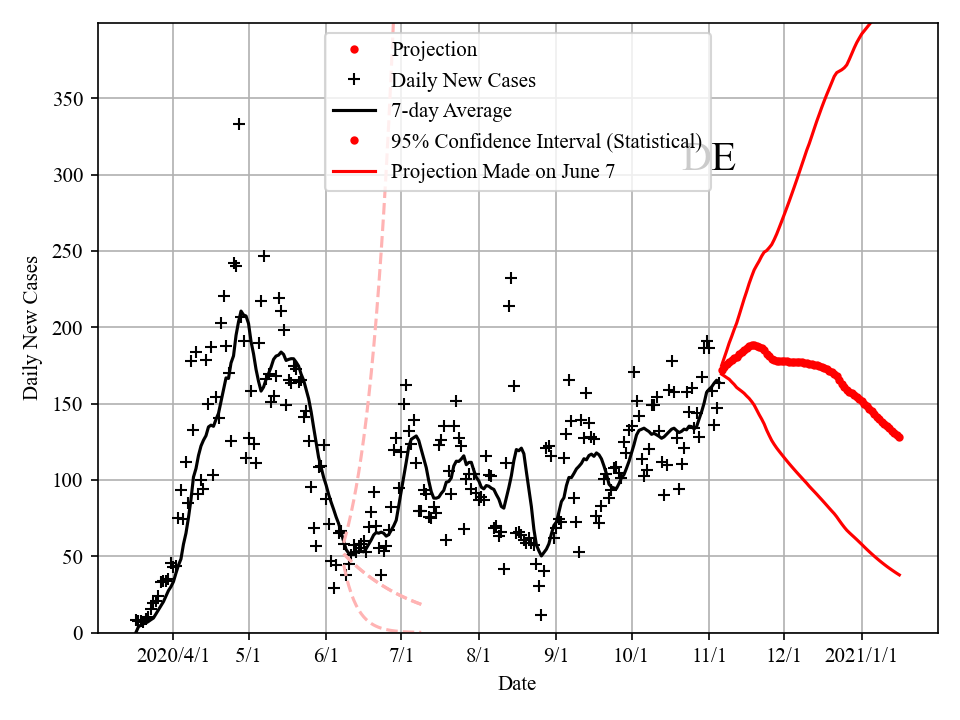 Projection
Daily New Cases
7-day Average
95% Confidence Interval (Statistical)
Projection Made on June 7
DE
Daily New Cases
350
300
250
200
150
100
50
0
2020/4/1 5/1 6/1 7/1 8/1 9/1 10/1 11/1 12/1 2021/1/1
Date